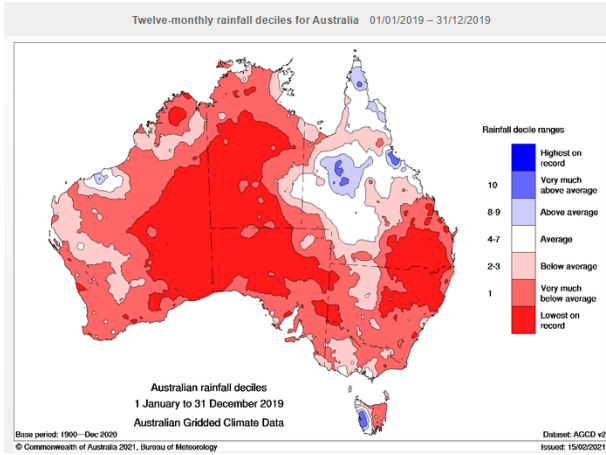 Twelve-monthly rainfall deciles for Australia 01/01/2019 – 31/12/2019
Rainfall decile ranges
Highest on
record
10 Very much
above average
8-9 Above average
4-7 Average
2-3 Below average
1 Very much
below average
Lowest on
record
Australian rainfall deciles
1 January to 31 December 2019
Australian Gridded Climate Data
Base period: 1900—Dec 2020
Dataset: AGCD v2
© Commonwealth of Australia 2021, Bureau of Meteorology
Issued: 15/02/2021